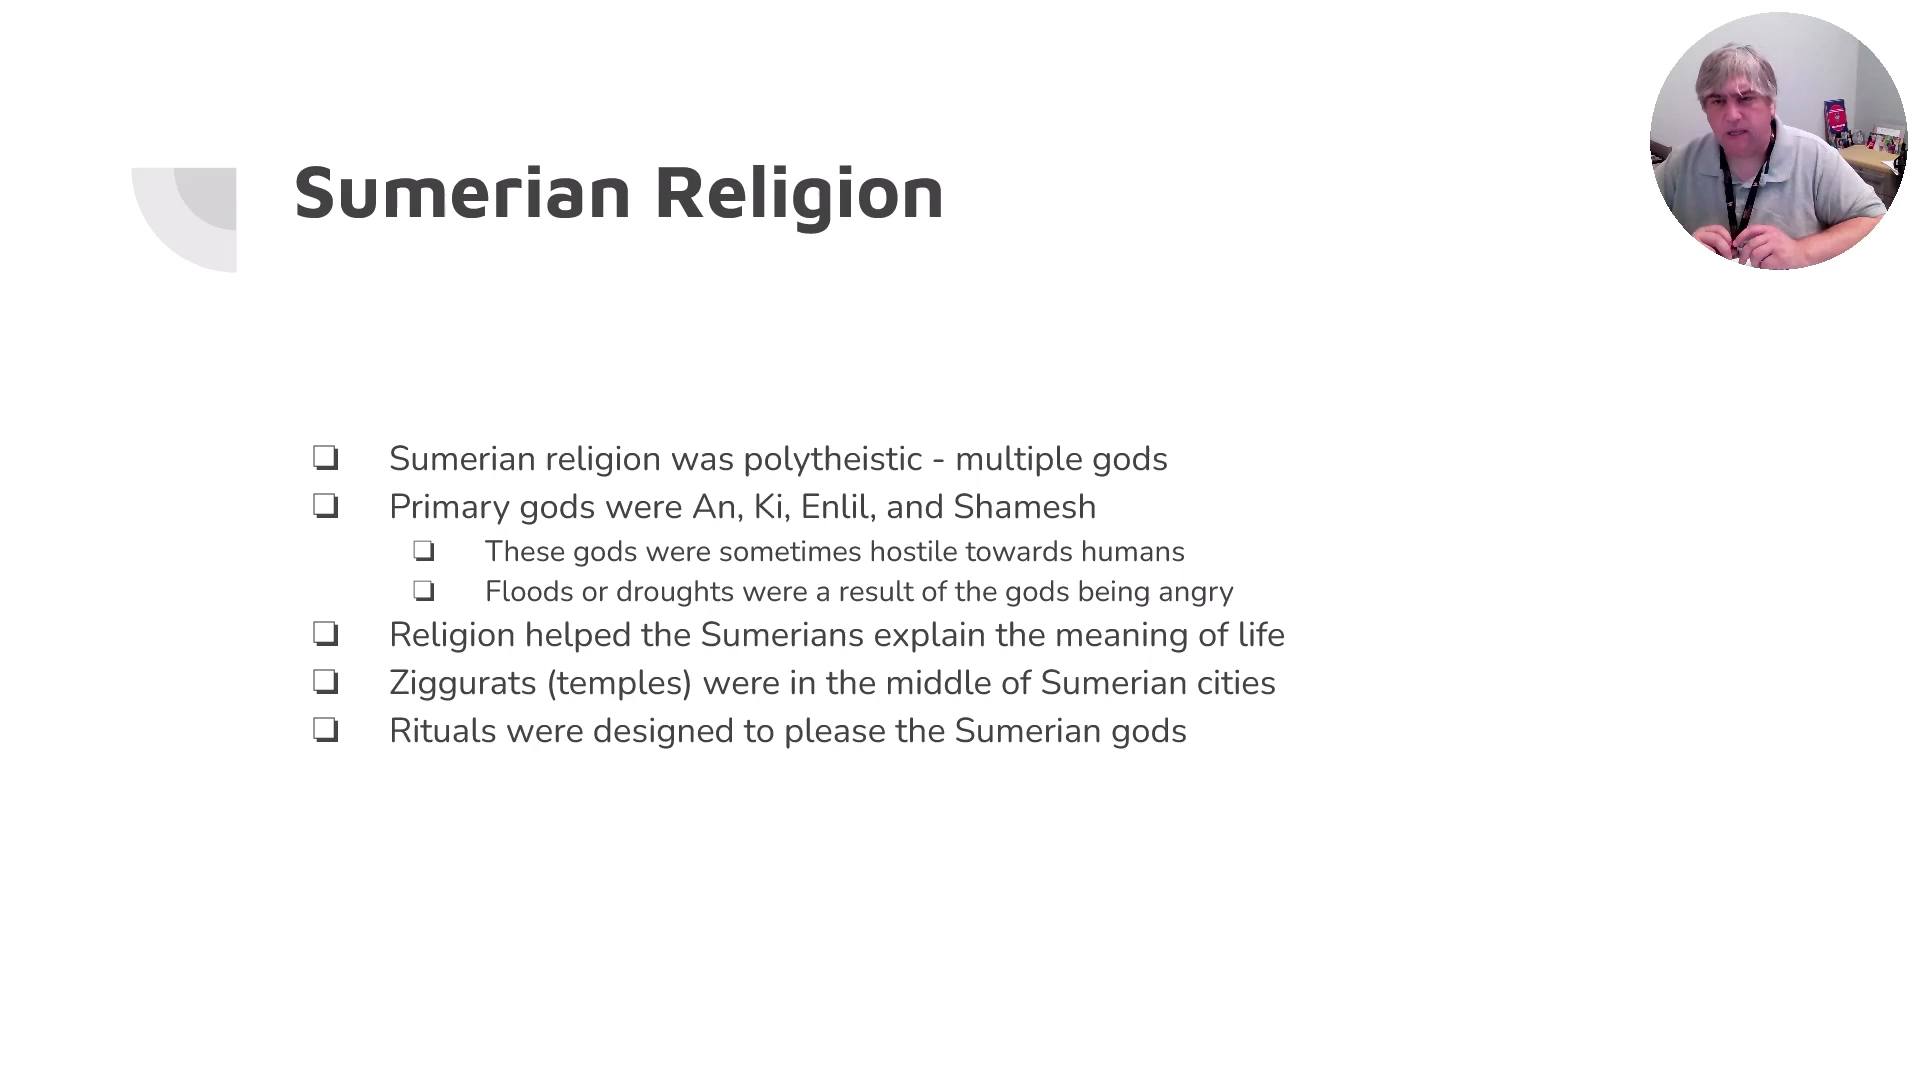 Sumerian Religion
❏ Sumerian religion was polytheistic - multiple gods
❏ Primary gods were An, Ki, Enlil, and Shamesh
❏ These gods were sometimes hostile towards humans
❏ Floods or droughts were a result of the gods being angry
❏ Religion helped the Sumerians explain the meaning of life
❏ Ziggurats (temples) were in the middle of Sumerian cities
❏ Rituals were designed to please the Sumerian gods